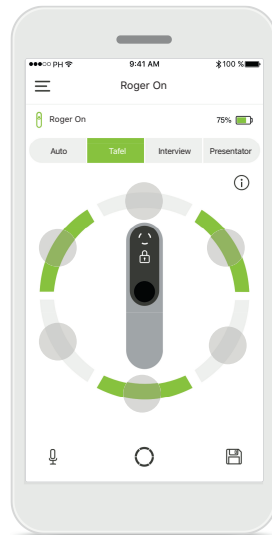 ●●●○○ PH 9:41 AM 100 %
Roger On
Roger On 75%
Auto Tafel Interview Presentator